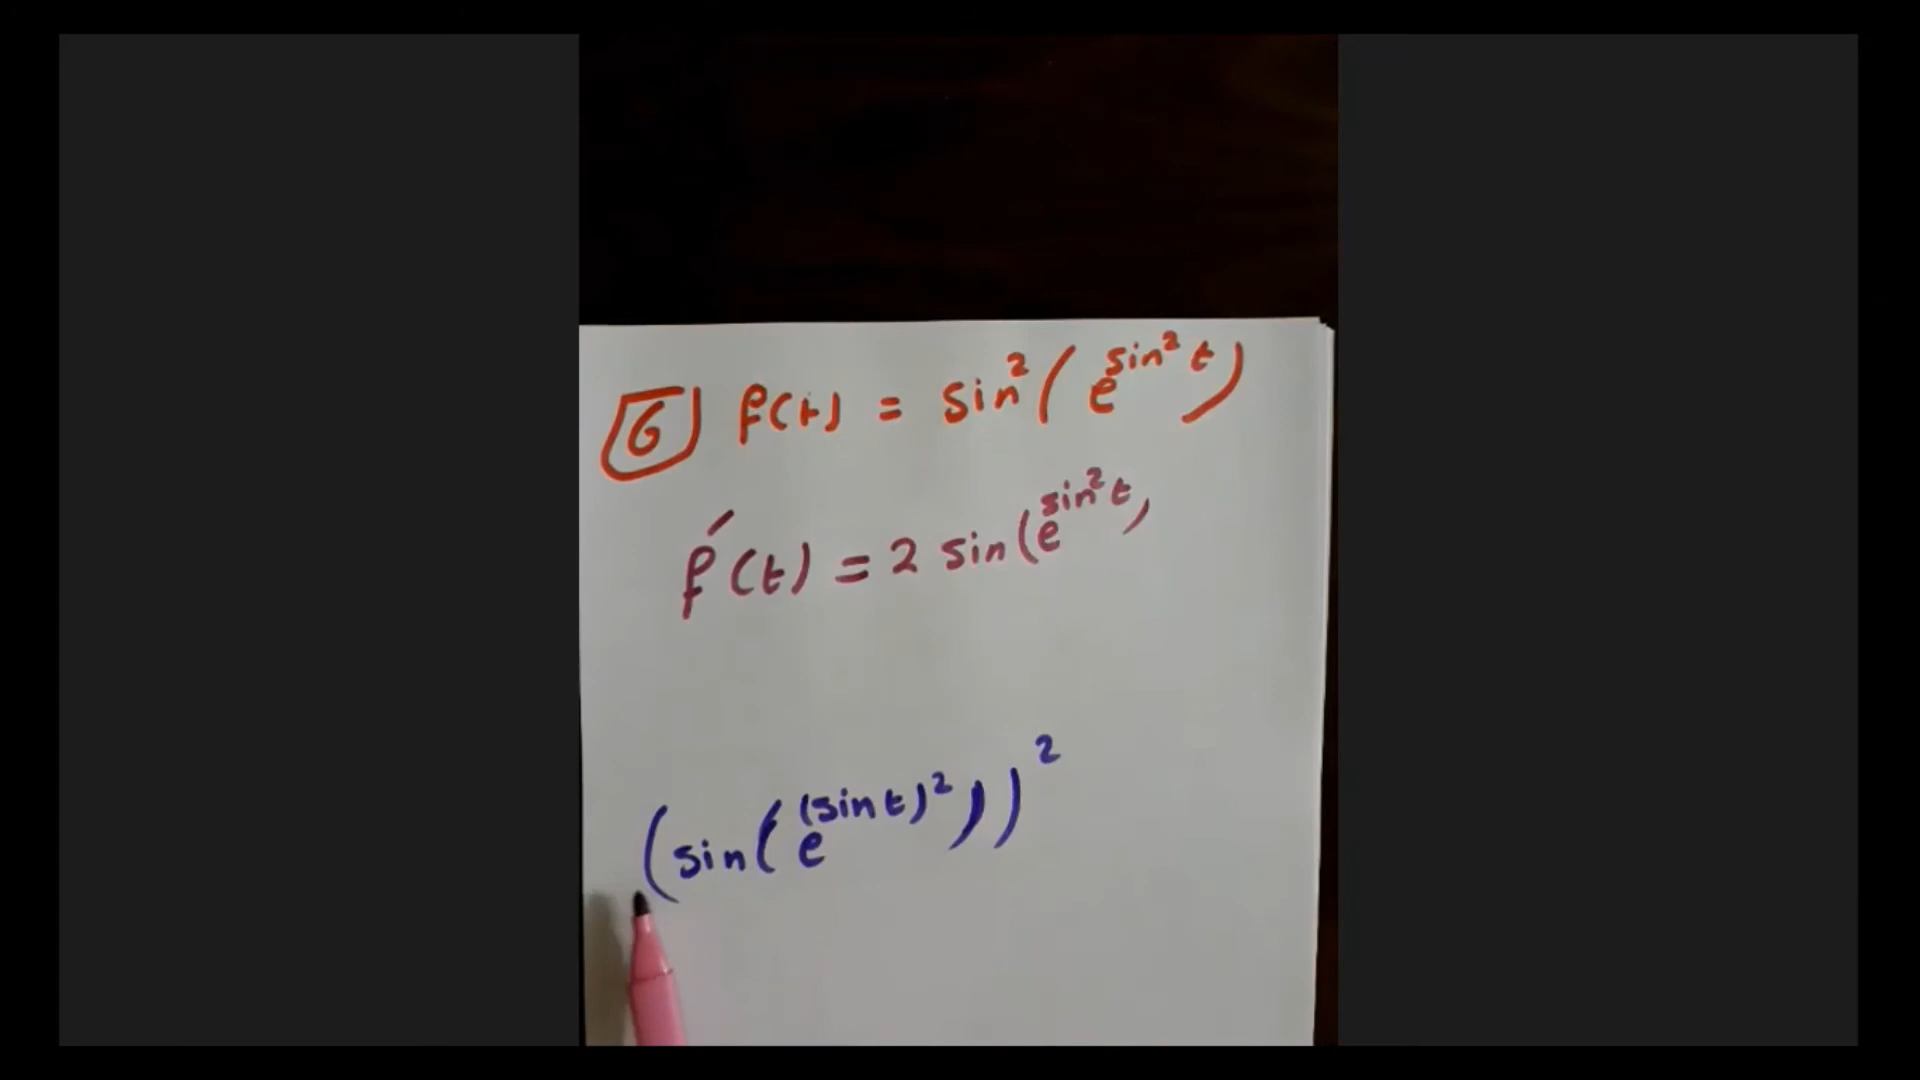 6 f(t) = sin²(e^sin² t)
f'(t) = 2 sin(e^sin² t)
(sin(e^(sin t)²))²